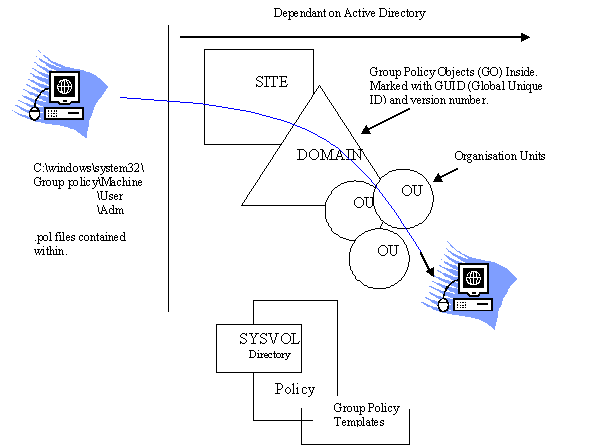 Dependant on Active Directory
SITE
Group Policy Objects (GO) Inside.
Marked with GUID (Global Unique
ID) and version number.
DOMAIN
Organisation Units
OU
OU
OU
C:\windows\system32\
Group policy\Machine
\User
\Adm
.pol files contained
within.
SYSVOL
Directory
Policy
Group Policy
Templates